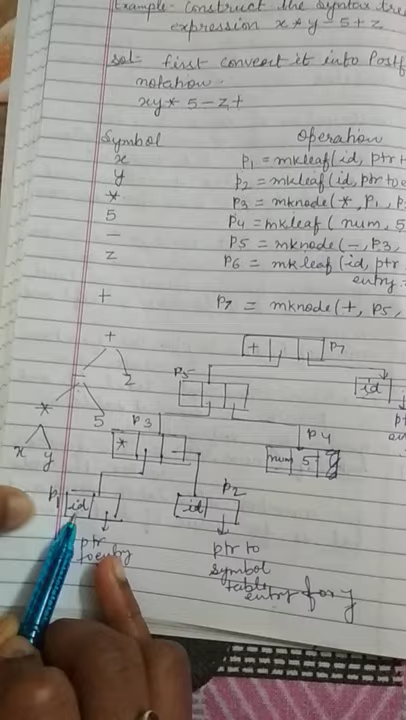 Example- Construct the Syntax tree
expression x * y - 5 + z
sol- first convert it into Postf
notation.
xy * 5 - z +
Symbol Operation
x P1 = mkleaf(id, ptr t
y P2 = mkleaf(id, ptr to e
* P3 = mknode(*, P1, P
5 P4 = mkleaf(num, 5
- P5 = mknode(-, P3,
z P6 = mkleaf(id, ptr
entry
+ P7 = mknode(+, P5,
+
+ P7
- z
P5
-
id
* 5
P3
P4
pt
x y
*
num 5
P1 id
id P2
ptr
to entry
ptr to
symbol
table
entry for y